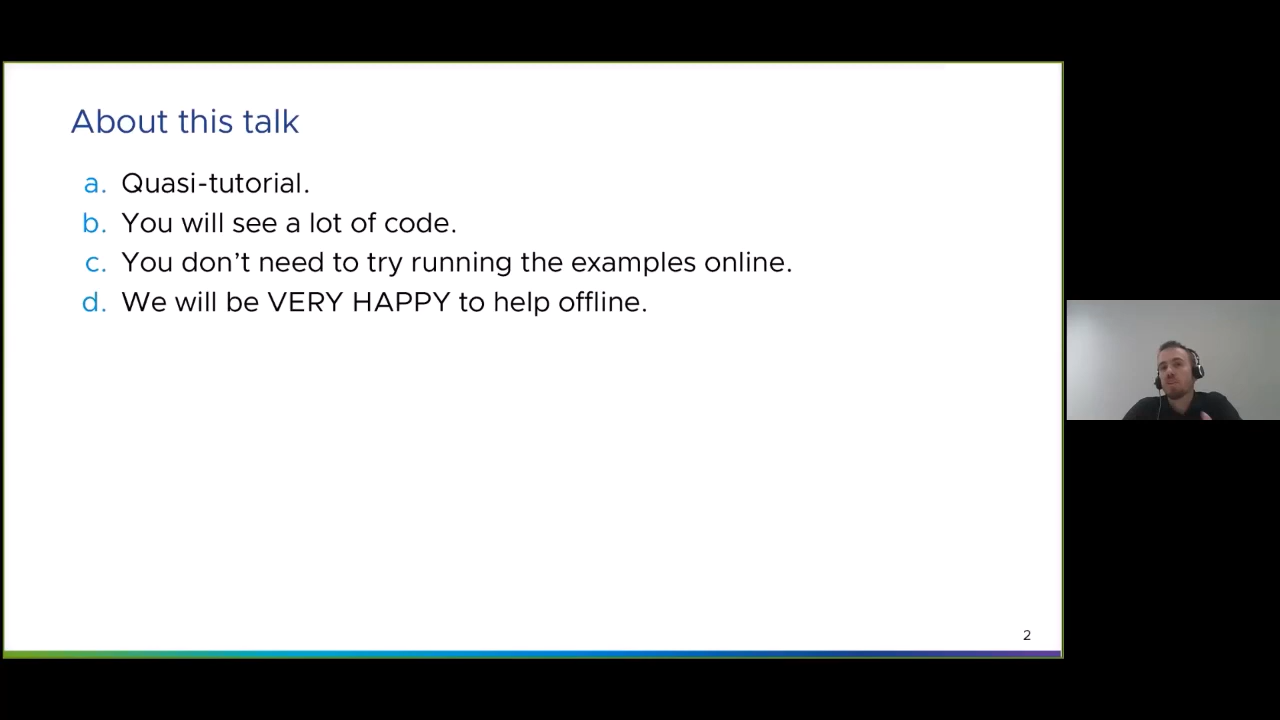 About this talk
a. Quasi-tutorial.
b. You will see a lot of code.
c. You don’t need to try running the examples online.
d. We will be VERY HAPPY to help offline.
2